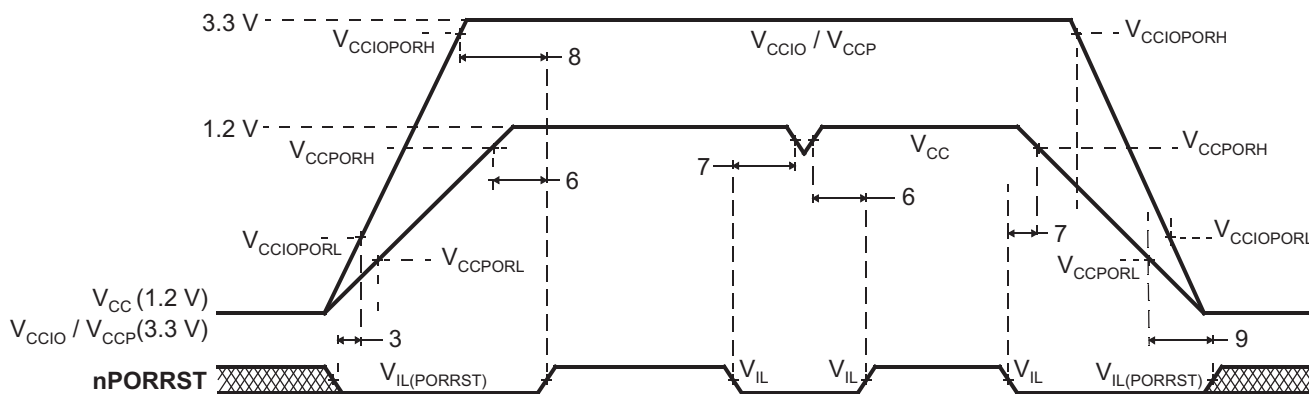 3.3 V
VCCIOPORH
8
VCCIO / VCCP
VCCIOPORH
1.2 V
VCCPORH
6
7
VCC
6
VCCPORH
7
VCCIOPORL
VCCPORL
VCCPORL
VCCIOPORL
VCC (1.2 V)
VCCIO / VCCP(3.3 V)
3
9
nPORRST
VIL(PORRST)
VIL
VIL
VIL
VIL(PORRST)